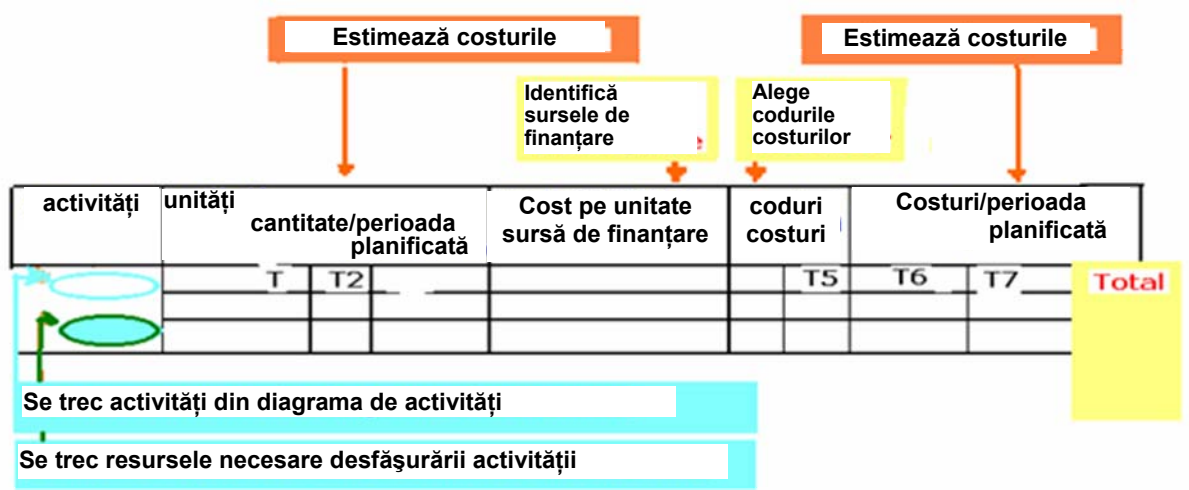 Estimează costurile
Estimează costurile
Identifică
sursele de
finanțare
Alege
codurile
costurilor
activități
unități
cantitate/perioada
planificată
Cost pe unitate
sursă de finanțare
coduri
costuri
Costuri/perioada
planificată
T
T2
T5
T6
T7
Total
Se trec activități din diagrama de activități
Se trec resursele necesare desfăşurării activității